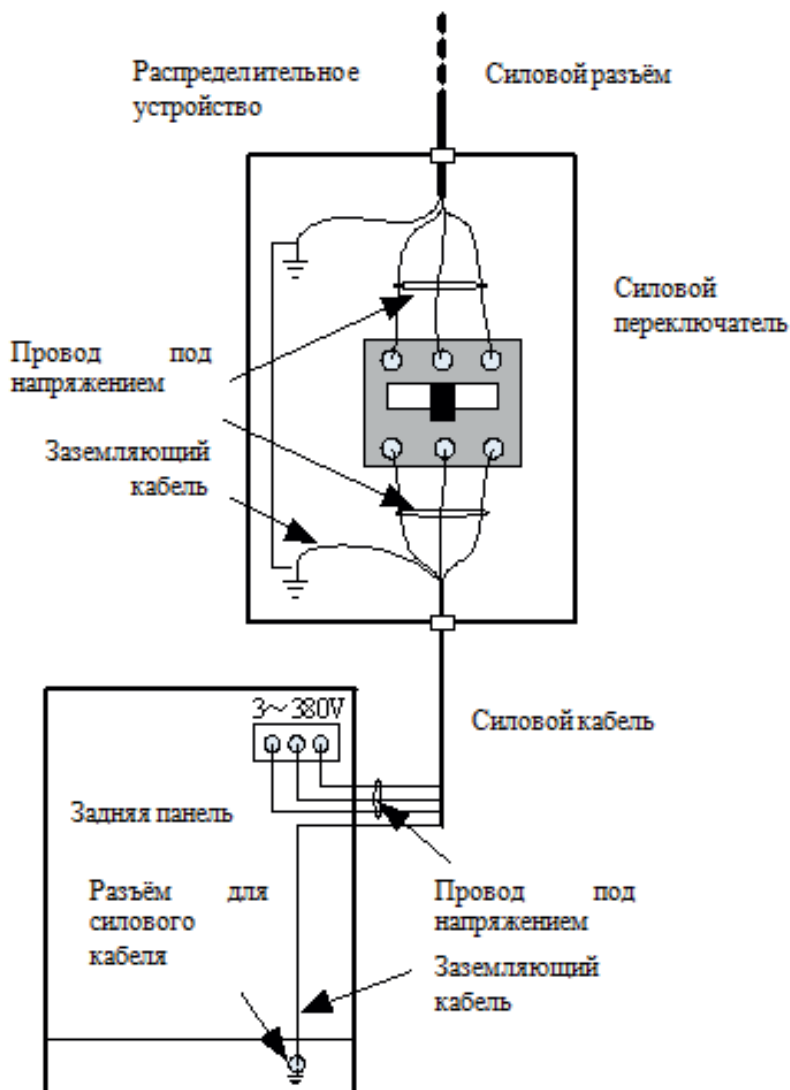 Распределительное
устройство
Силовой разъём
Силовой
переключатель
Провод под
напряжением
Заземляющий
кабель
3～380V
Силовой кабель
Задняя панель
Разъём для
силового
кабеля
Провод под
напряжением
Заземляющий
кабель